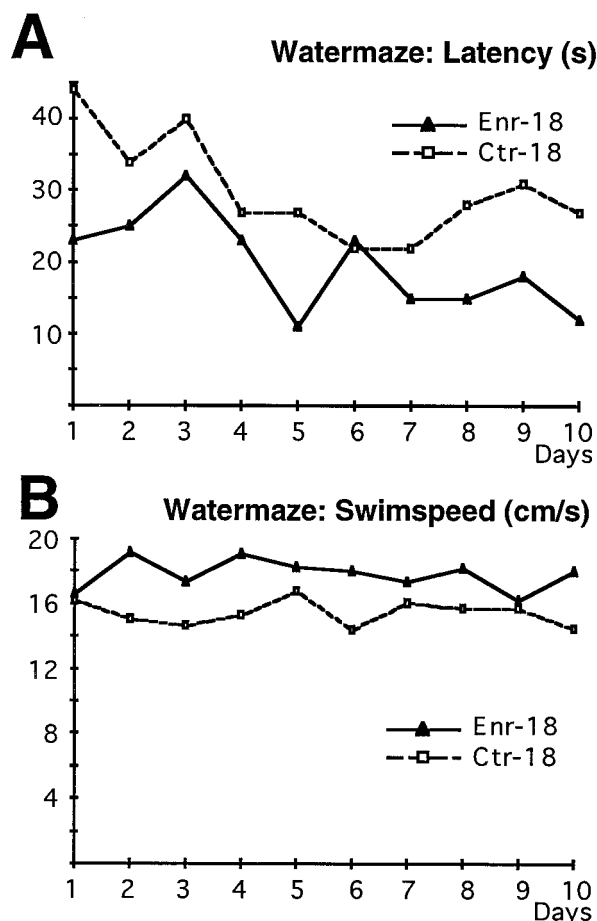 A
Watermaze: Latency (s)
40
30
20
10
Enr-18
Ctr-18
1 2 3 4 5 6 7 8 9 10
Days
B
Watermaze: Swimspeed (cm/s)
20
16
12
8
4
Enr-18
Ctr-18
1 2 3 4 5 6 7 8 9 10
Days